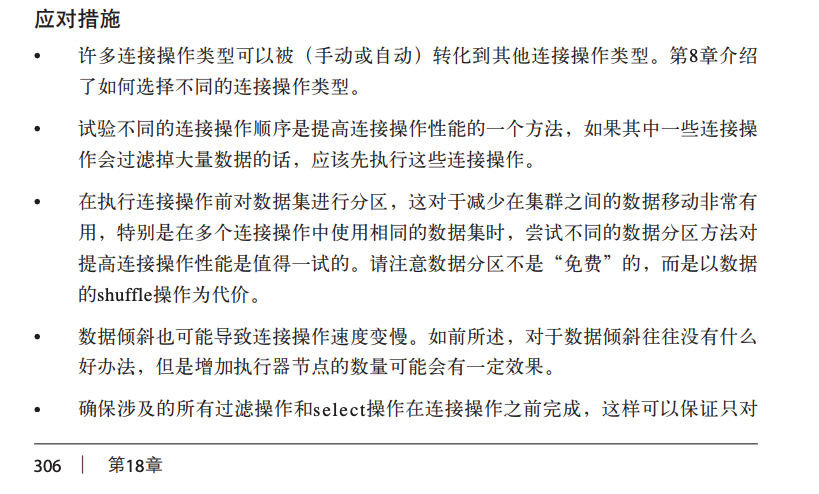 应对措施
• 许多连接操作类型可以被（手动或自动）转化到其他连接操作类型。第8章介绍
了如何选择不同的连接操作类型。
• 试验不同的连接操作顺序是提高连接操作性能的一个方法，如果其中一些连接操
作会过滤掉大量数据的话，应该先执行这些连接操作。
• 在执行连接操作前对数据集进行分区，这对于减少在集群之间的数据移动非常有
用，特别是在多个连接操作中使用相同的数据集时，尝试不同的数据分区方法对
提高连接操作性能是值得一试的。请注意数据分区不是“免费”的，而是以数据
的shuffle操作为代价。
• 数据倾斜也可能导致连接操作速度变慢。如前所述，对于数据倾斜往往没有什么
好办法，但是增加执行器节点的数量可能会有一定效果。
• 确保涉及的所有过滤操作和select操作在连接操作之前完成，这样可以保证只对
306 | 第18章